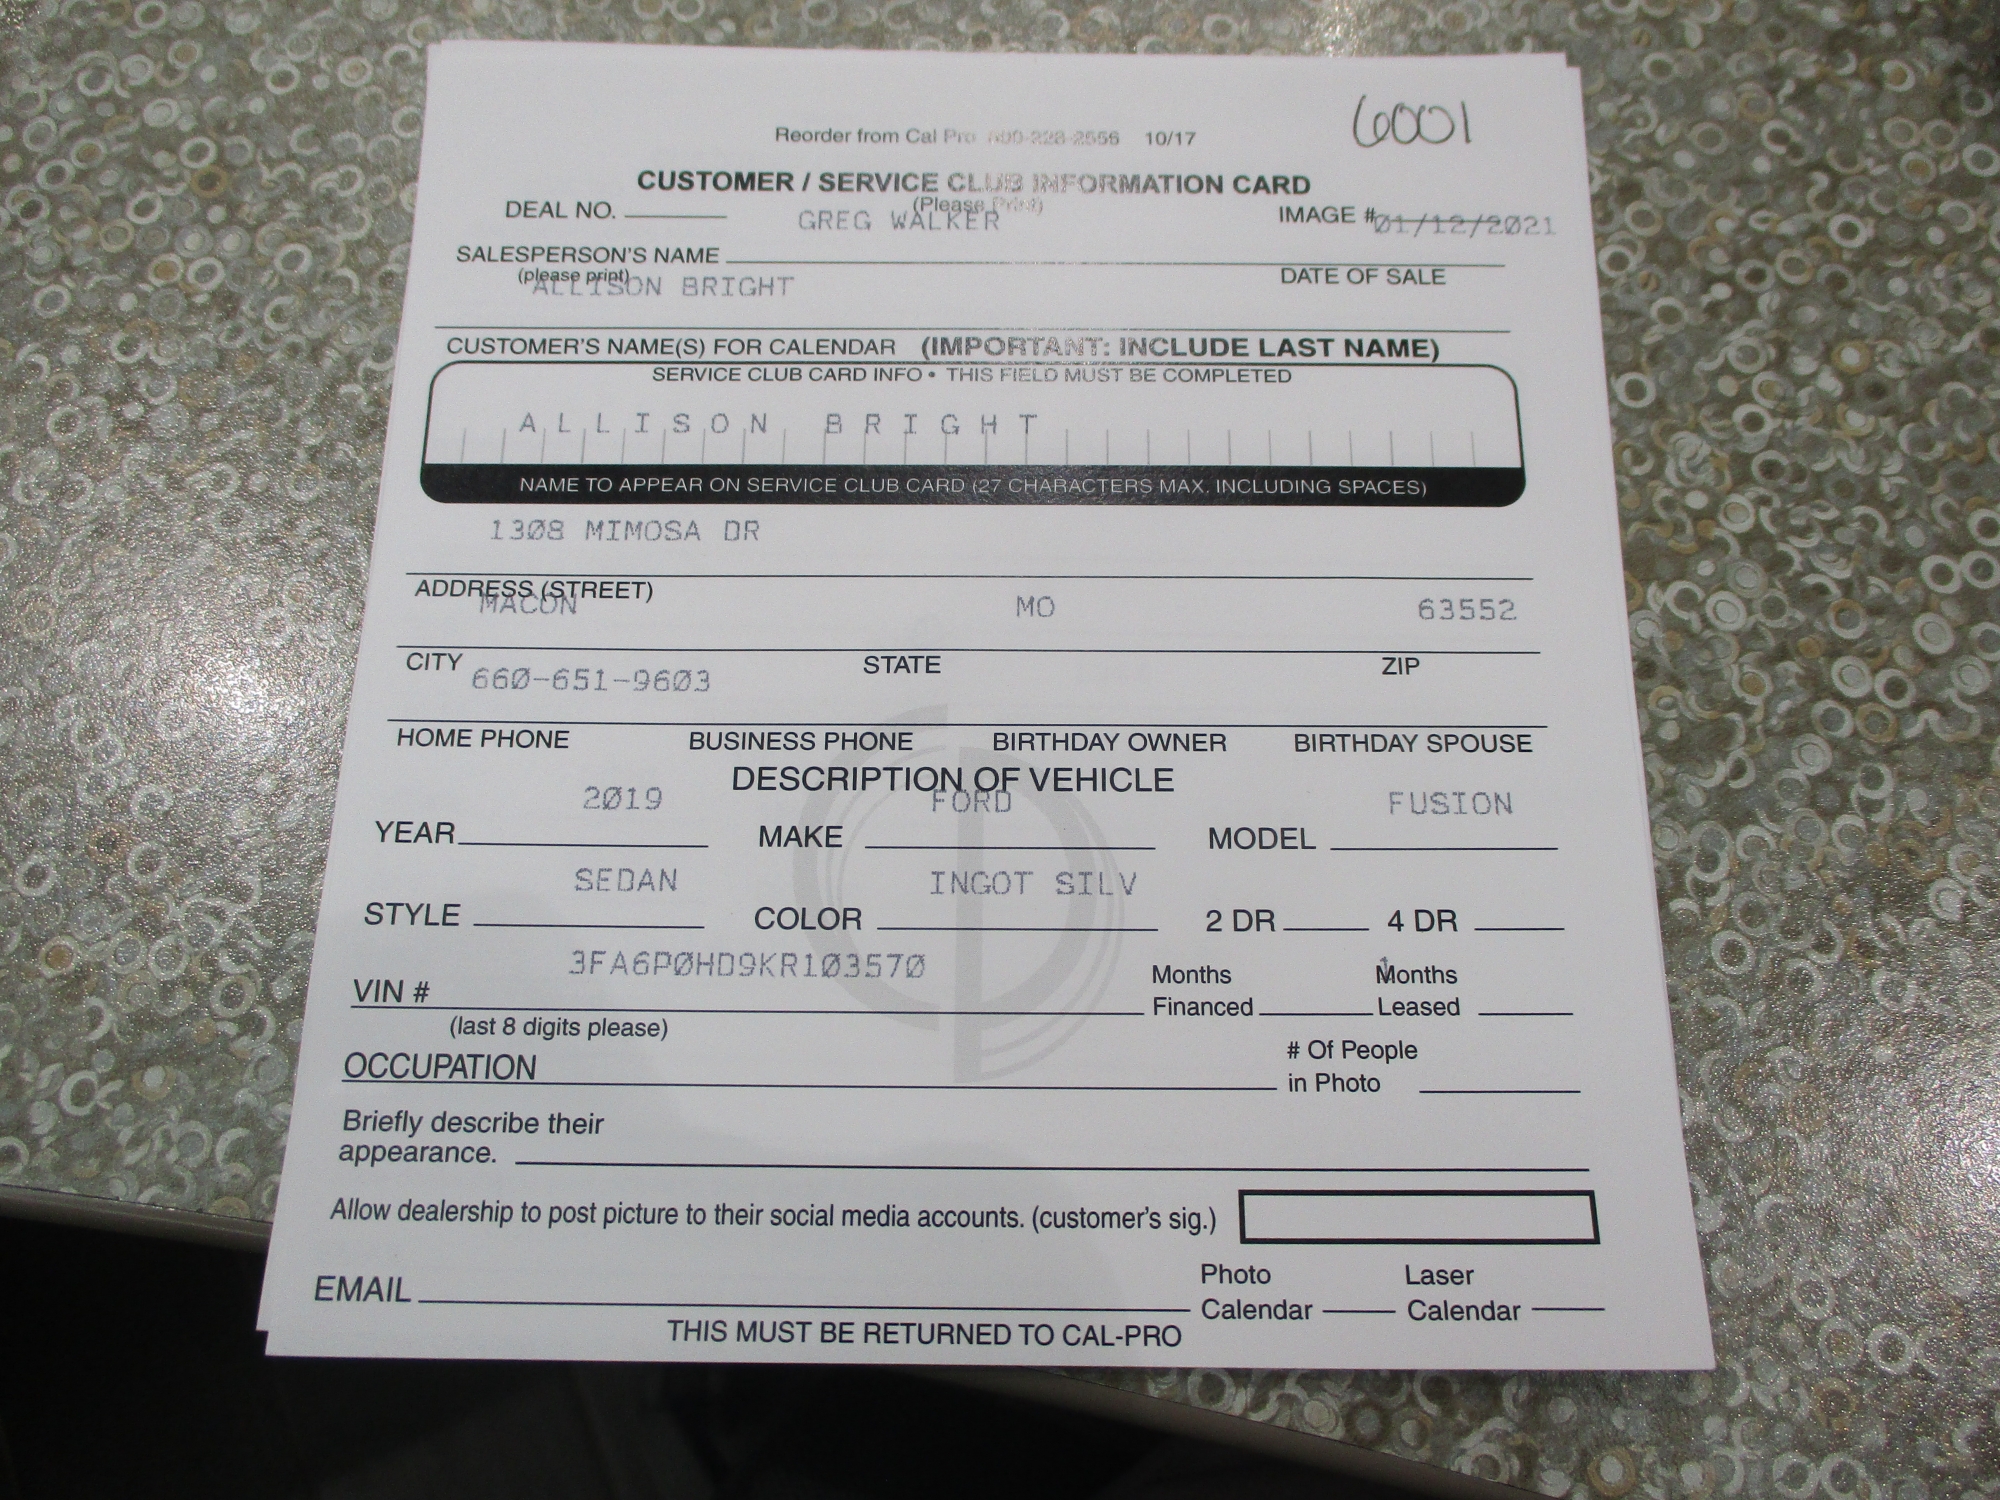 6001
Reorder from Cal Pro 800-228-2556 10/17
CUSTOMER / SERVICE CLUB INFORMATION CARD
(Please Print)
DEAL NO. GREG WALKER IMAGE # 01/12/2021
SALESPERSON'S NAME
(please print) DATE OF SALE
ALLISON BRIGHT
CUSTOMER'S NAME(S) FOR CALENDAR (IMPORTANT: INCLUDE LAST NAME)
SERVICE CLUB CARD INFO • THIS FIELD MUST BE COMPLETED
ALLISON BRIGHT
NAME TO APPEAR ON SERVICE CLUB CARD (27 CHARACTERS MAX. INCLUDING SPACES)
1308 MIMOSA DR
ADDRESS (STREET)
MACON MO 63552
CITY STATE ZIP
660-651-9603
HOME PHONE BUSINESS PHONE BIRTHDAY OWNER BIRTHDAY SPOUSE
DESCRIPTION OF VEHICLE
2019 FORD FUSION
YEAR MAKE MODEL
SEDAN INGOT SILV
STYLE COLOR 2 DR 4 DR
3FA6P0HD9KR103570 1
VIN # Months Financed Months Leased
(last 8 digits please)
OCCUPATION # Of People in Photo
Briefly describe their
appearance.
Allow dealership to post picture to their social media accounts. (customer's sig.)
EMAIL Photo Calendar Laser Calendar
THIS MUST BE RETURNED TO CAL-PRO